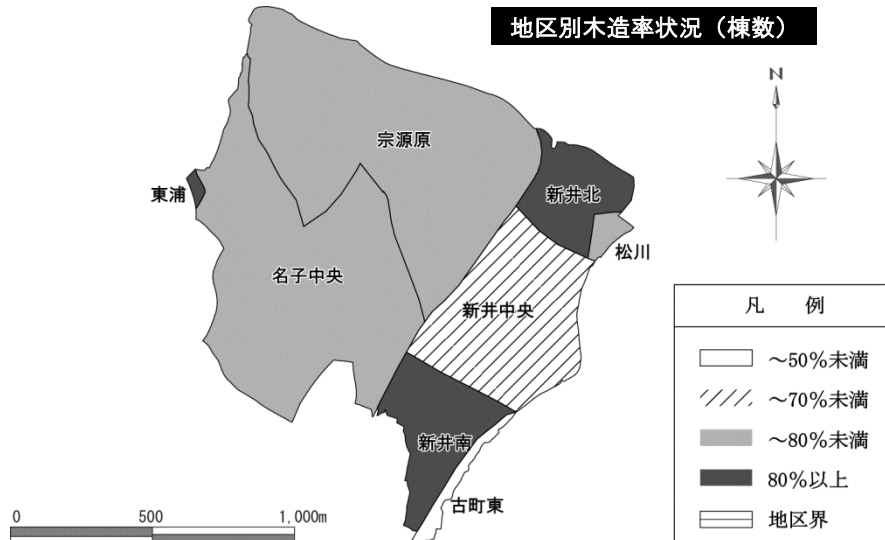 地区別木造率状況（棟数）
N
宗源原
東浦
新井北
松川
名子中央
新井中央
新井南
古町東
凡　例
～50％未満
～70％未満
～80％未満
80％以上
地区界
0 500 1,000m